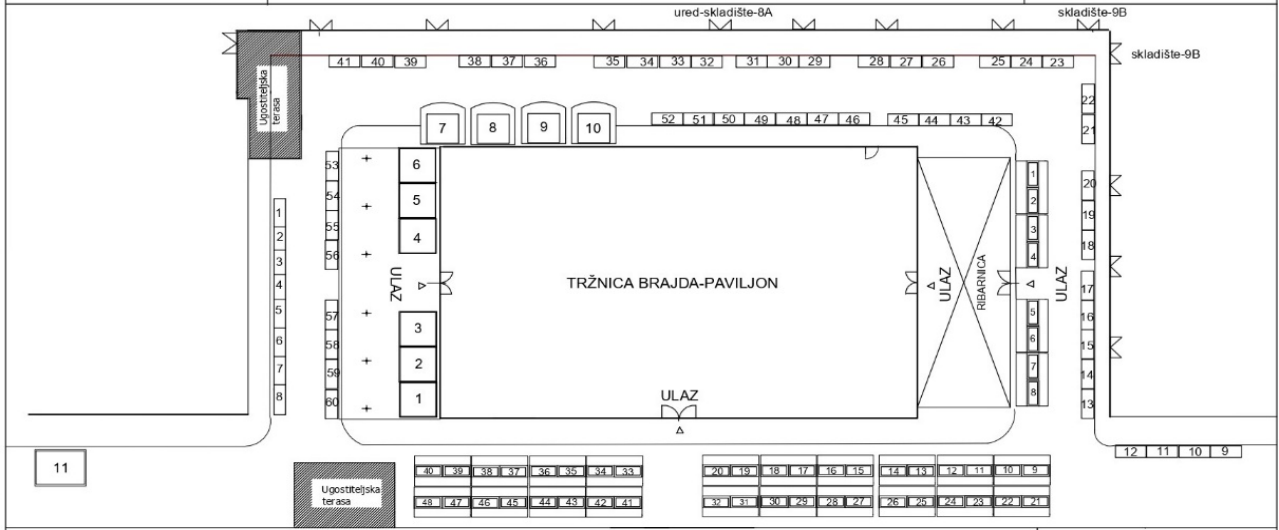 ured-skladište-8A
skladište-9B
skladište-9B
41 40 39 38 37 36 35 34 33 32 31 30 29 28 27 26 25 24 23
Ugostiteljska
terasa
22
21
7 8 9 10
52 51 50 49 48 47 46 45 44 43 42
53
54
55
56
6
5
4
1
2
3
4
20
19
18
1
2
3
4
5
6
7
8
ULAZ
TRŽNICA BRAJDA-PAVILJON
ULAZ
RIBARNICA
ULAZ
17
16
15
14
13
57
58
59
60
3
2
1
5
6
7
8
ULAZ
11
12 11 10 9
Ugostiteljska
terasa
40 39 38 37 36 35 34 33 20 19 18 17 16 15 14 13 12 11 10 9
48 47 46 45 44 43 42 41 32 31 30 29 28 27 26 25 24 23 22 21